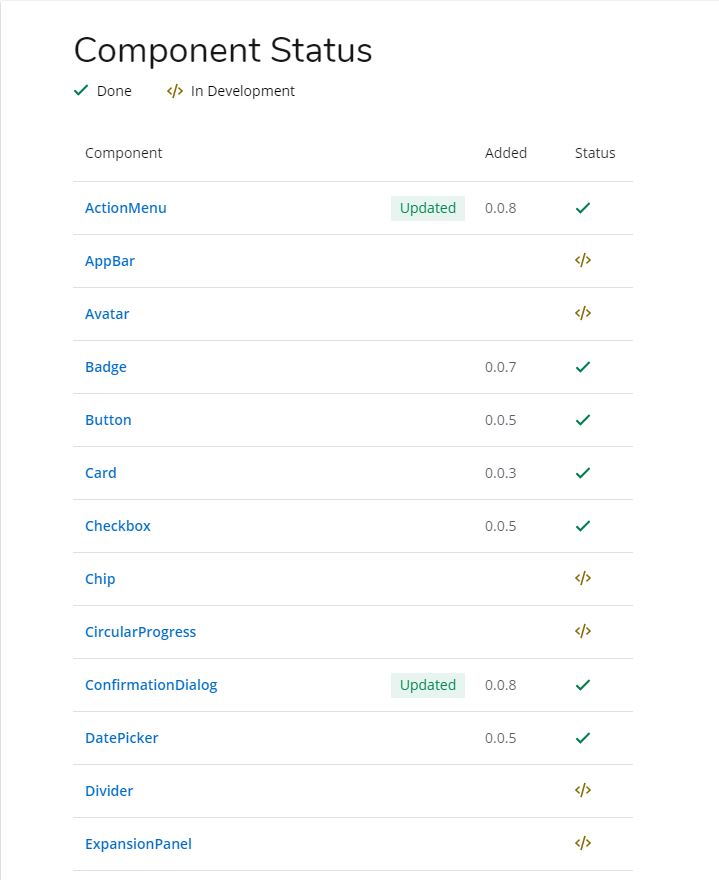 Component Status
Done In Development
Component Added Status
ActionMenu Updated 0.0.8
AppBar
Avatar
Badge 0.0.7
Button 0.0.5
Card 0.0.3
Checkbox 0.0.5
Chip
CircularProgress
ConfirmationDialog Updated 0.0.8
DatePicker 0.0.5
Divider
ExpansionPanel